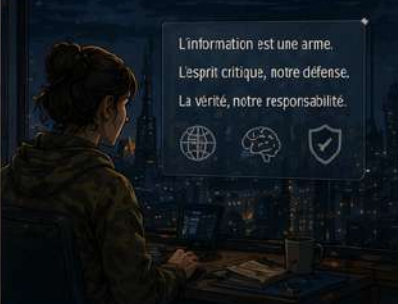 L'information est une arme.
L'esprit critique, notre défense.
La vérité, notre responsabilité.